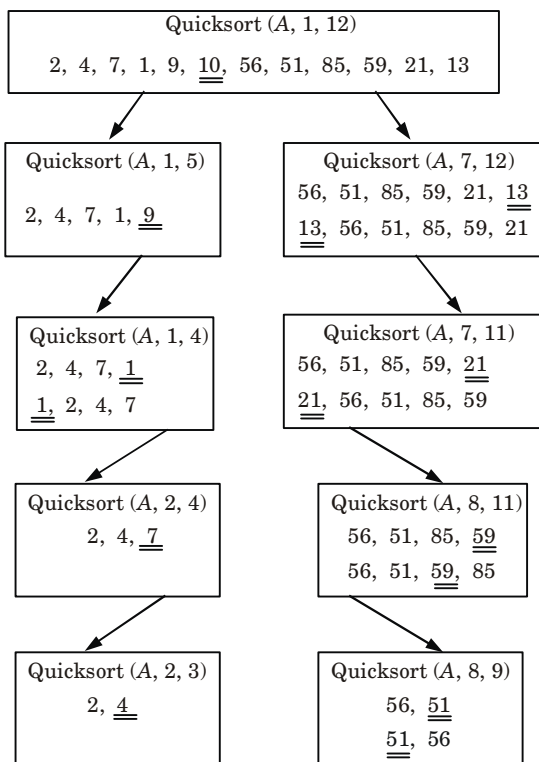 Quicksort (A, 1, 12)
2, 4, 7, 1, 9, 10, 56, 51, 85, 59, 21, 13
Quicksort (A, 1, 5)
2, 4, 7, 1, 9
Quicksort (A, 7, 12)
56, 51, 85, 59, 21, 13
13, 56, 51, 85, 59, 21
Quicksort (A, 1, 4)
2, 4, 7, 1
1, 2, 4, 7
Quicksort (A, 7, 11)
56, 51, 85, 59, 21
21, 56, 51, 85, 59
Quicksort (A, 2, 4)
2, 4, 7
Quicksort (A, 8, 11)
56, 51, 85, 59
56, 51, 59, 85
Quicksort (A, 2, 3)
2, 4
Quicksort (A, 8, 9)
56, 51
51, 56